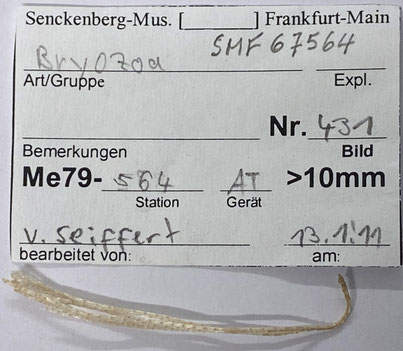 Senckenberg-Mus. [ ] Frankfurt-Main
SMF 67564
Bryozoa
Art/Gruppe Expl.
Nr. 431
Bemerkungen Bild
Me79- 564 AT >10mm
Station Gerät
v. Seiffert 13.1.'11
bearbeitet von: am: